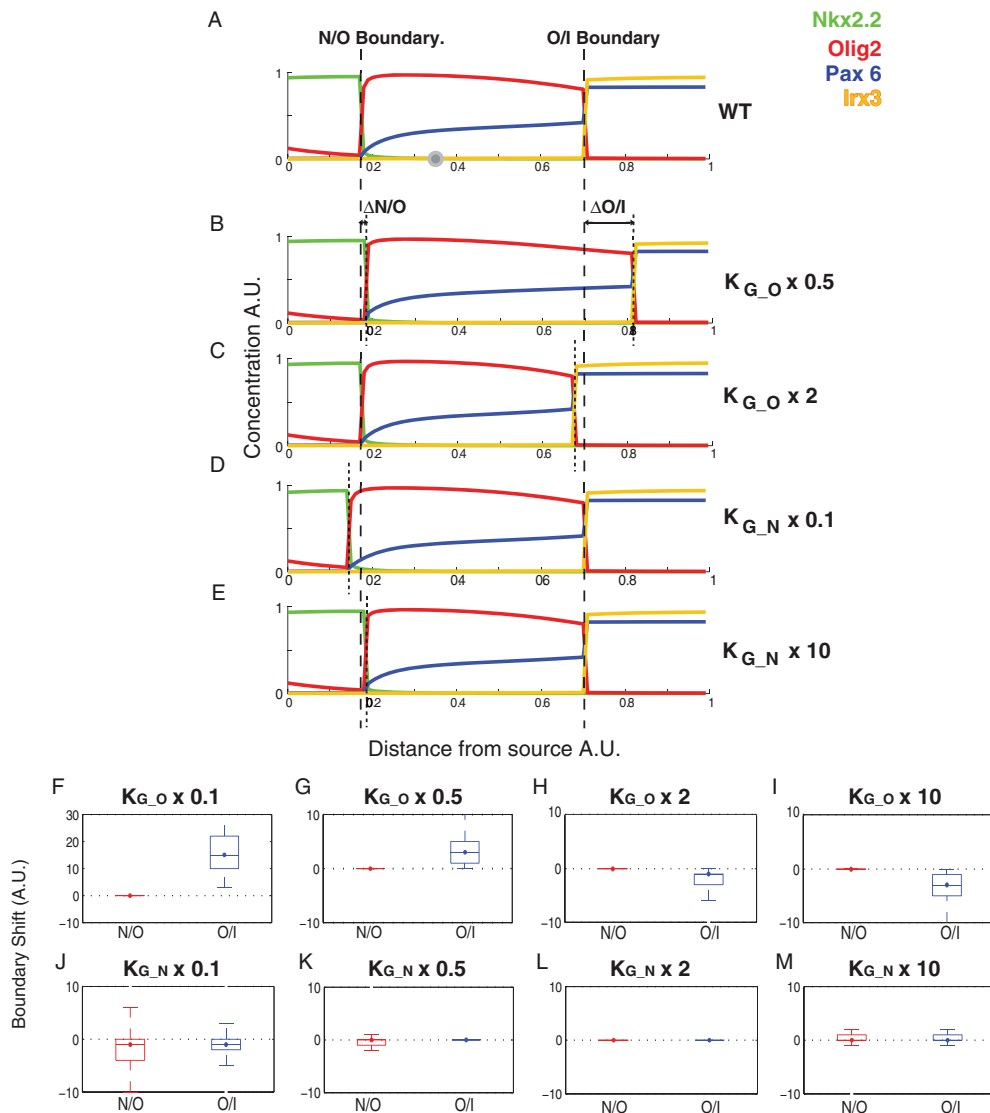 A
N/O Boundary.
O/I Boundary
Nkx2.2
Olig2
Pax 6
Irx3
1
0
0 0.2 0.4 0.6 0.8 1
WT
ΔN/O
ΔO/I
B
1
0
0 0.2 0.4 0.6 0.8 1
K G_O x 0.5
C
1
0
0 0.2 0.4 0.6 0.8 1
K G_O x 2
D
1
0
0 0.2 0.4 0.6 0.8 1
K G_N x 0.1
E
1
0
0 0.2 0.4 0.6 0.8 1
K G_N x 10
Concentration A.U.
Distance from source A.U.
Boundary Shift (A.U.)
F
KG_O x 0.1
30
20
10
0
−10
N/O O/I
G
KG_O x 0.5
10
0
−10
N/O O/I
H
KG_O x 2
10
0
−10
N/O O/I
I
KG_O x 10
10
0
−10
N/O O/I
J
KG_N x 0.1
10
0
−10
N/O O/I
K
KG_N x 0.5
10
0
−10
N/O O/I
L
KG_N x 2
10
0
−10
N/O O/I
M
KG_N x 10
10
0
−10
N/O O/I